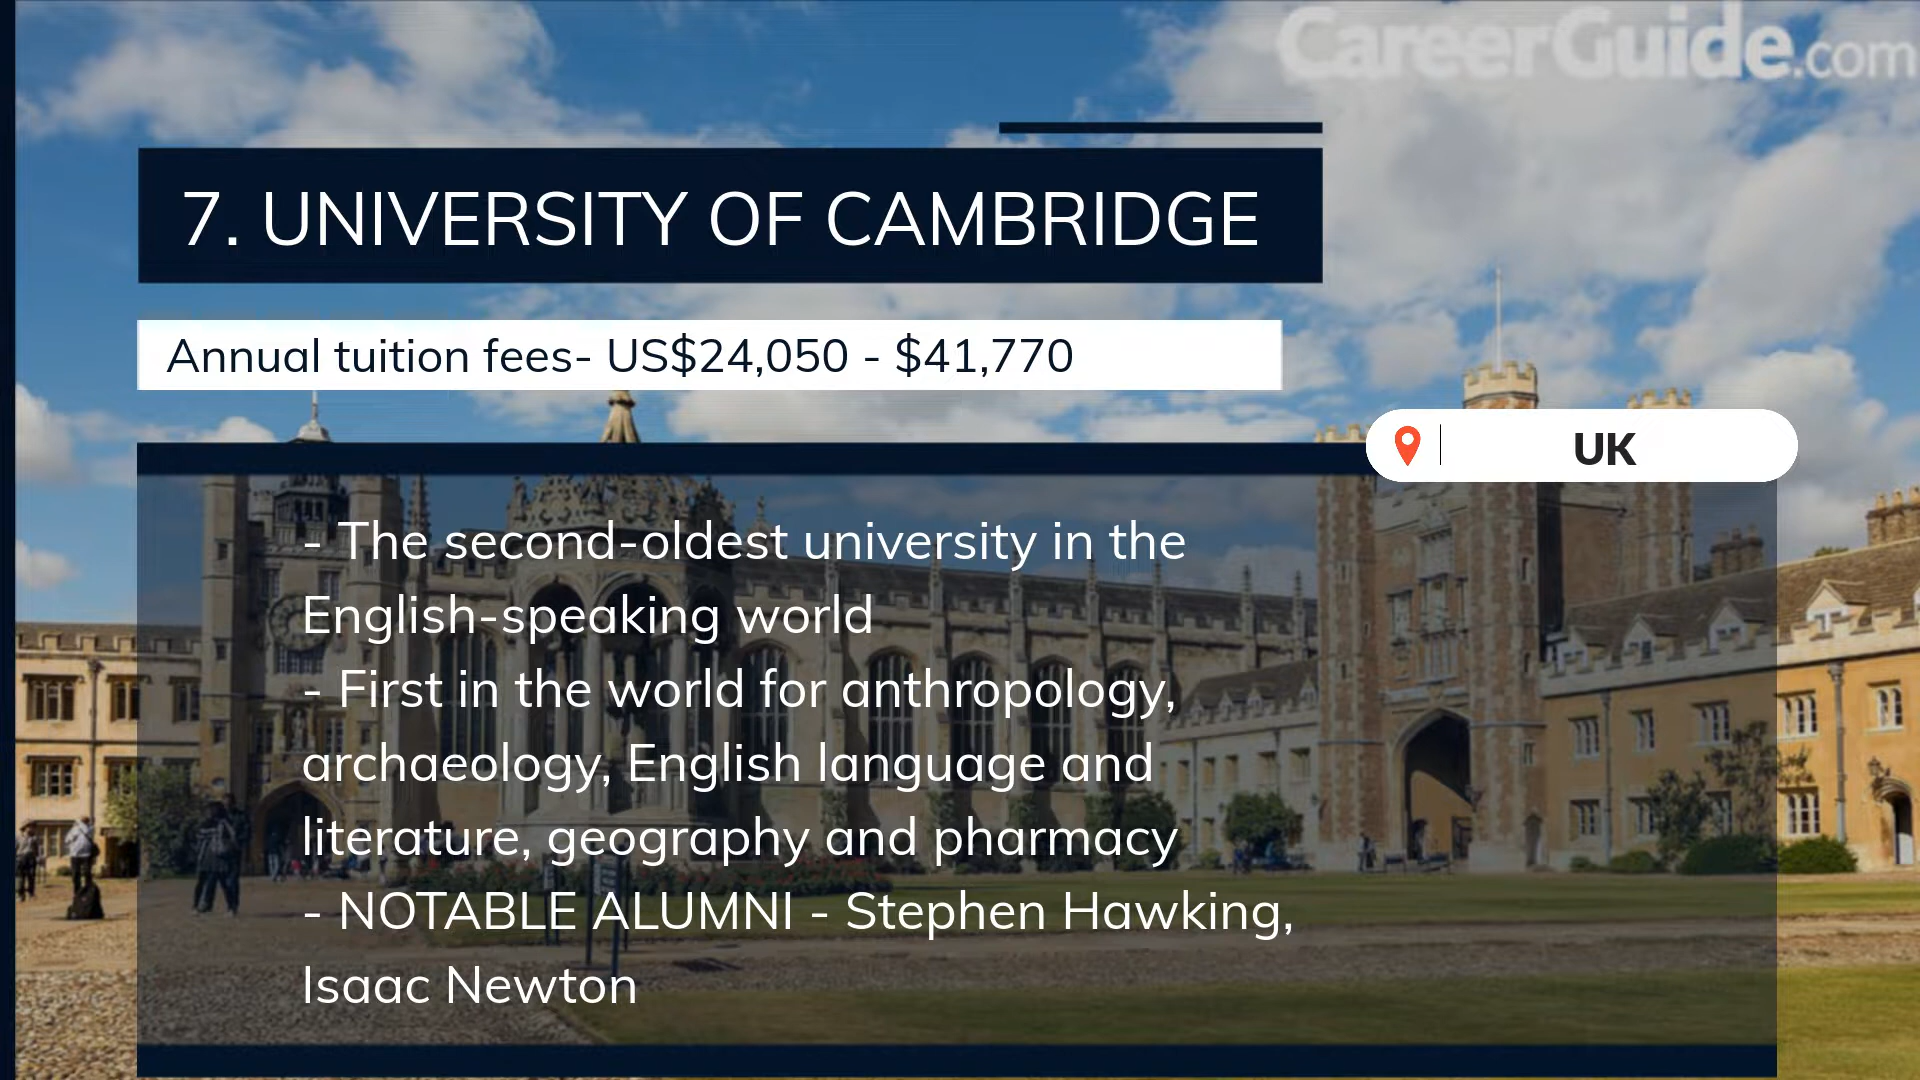 CareerGuide.com
7. UNIVERSITY OF CAMBRIDGE
Annual tuition fees- US$24,050 - $41,770
UK
- The second-oldest university in the
English-speaking world
- First in the world for anthropology,
archaeology, English language and
literature, geography and pharmacy
- NOTABLE ALUMNI - Stephen Hawking,
Isaac Newton